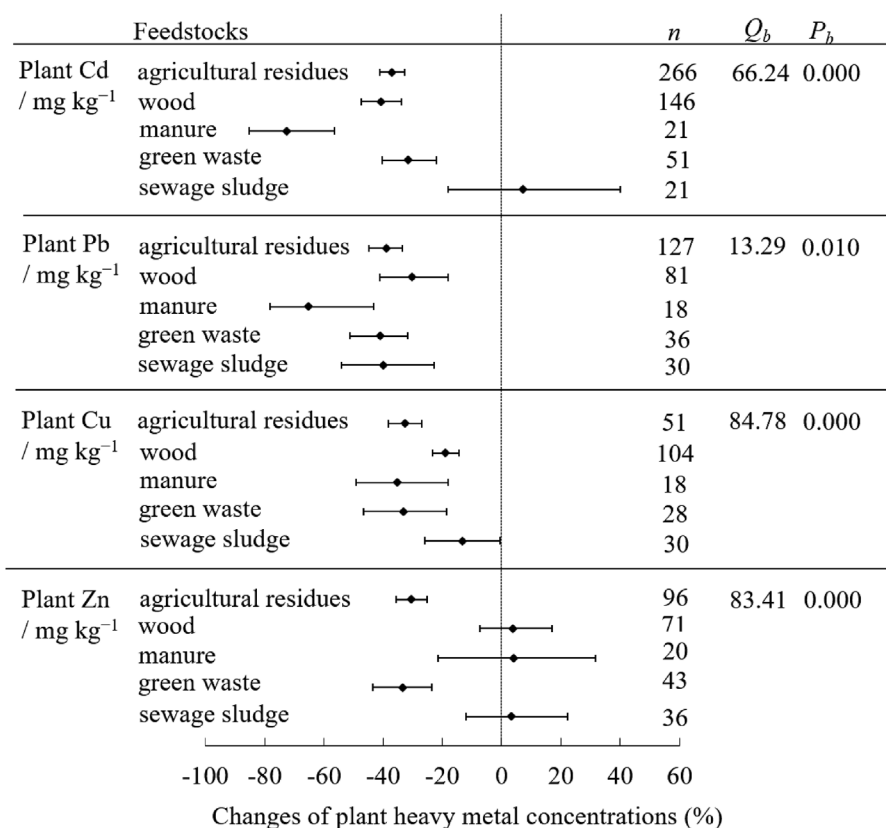 Feedstocks n Qb Pb
Plant Cd agricultural residues 266 66.24 0.000
/ mg kg⁻¹ wood 146
manure 21
green waste 51
sewage sludge 21
Plant Pb agricultural residues 127 13.29 0.010
/ mg kg⁻¹ wood 81
manure 18
green waste 36
sewage sludge 30
Plant Cu agricultural residues 51 84.78 0.000
/ mg kg⁻¹ wood 104
manure 18
green waste 28
sewage sludge 30
Plant Zn agricultural residues 96 83.41 0.000
/ mg kg⁻¹ wood 71
manure 20
green waste 43
sewage sludge 36
-100 -80 -60 -40 -20 0 20 40 60
Changes of plant heavy metal concentrations (%)